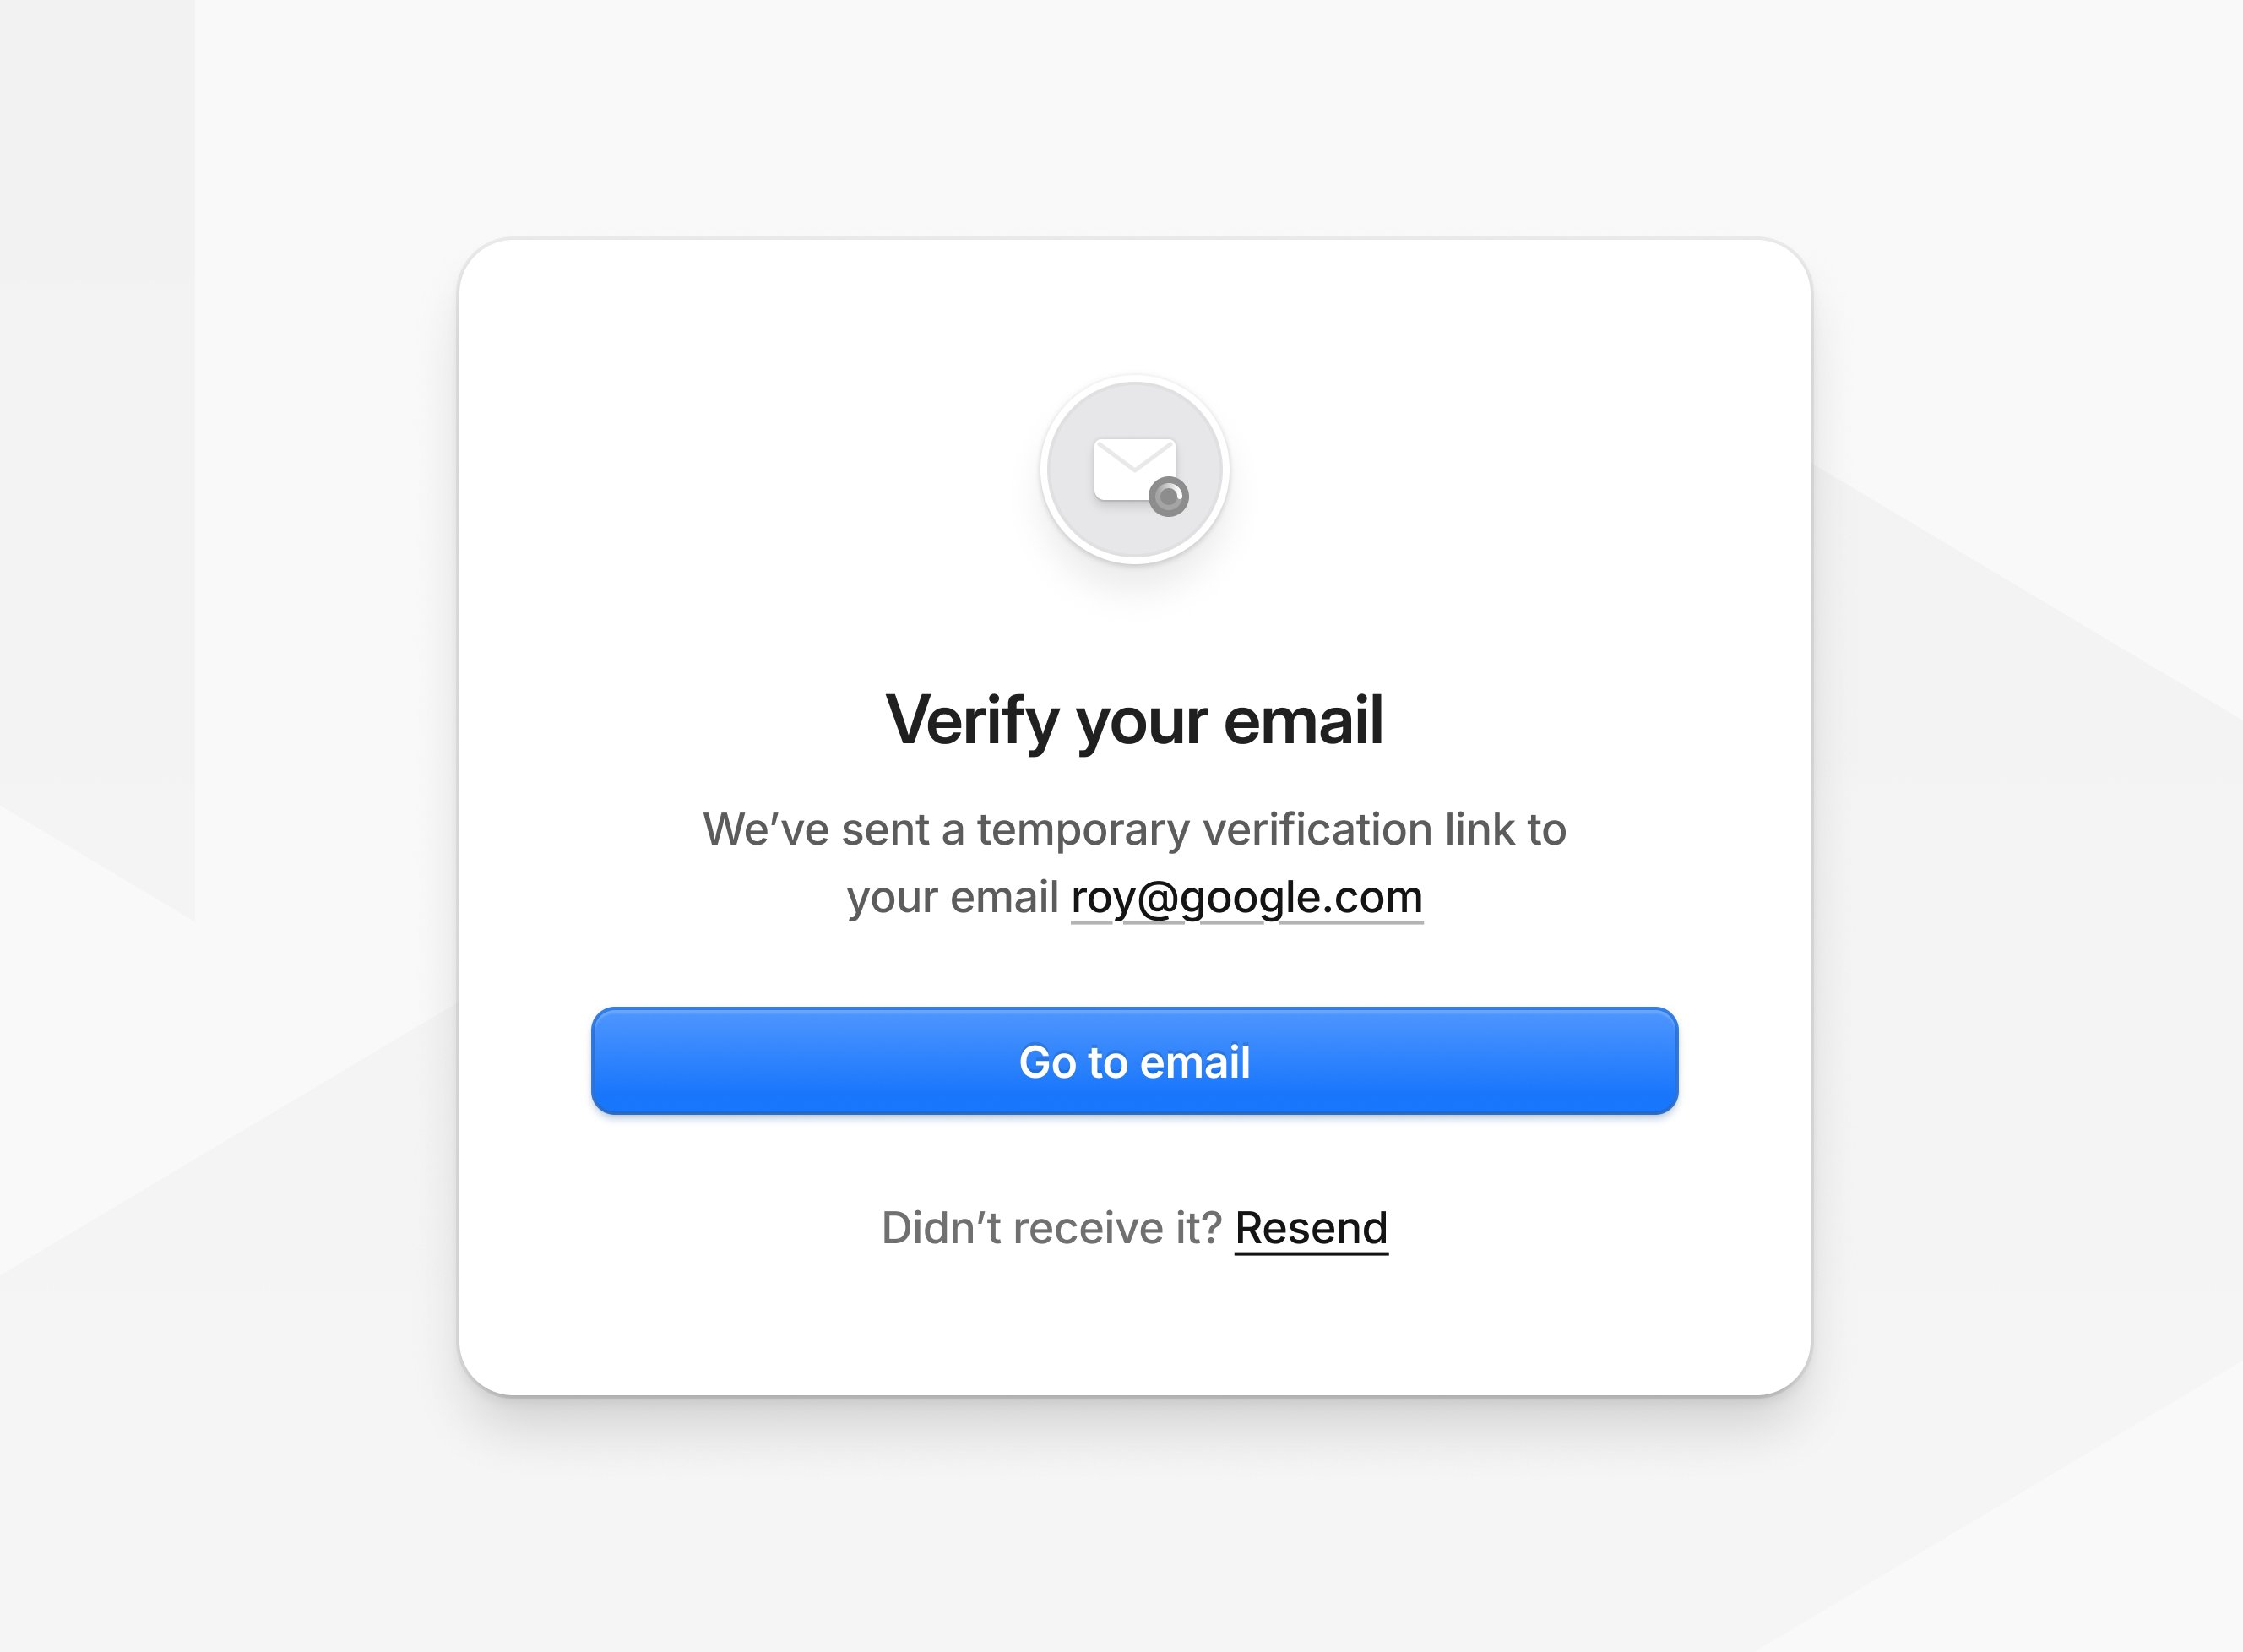 Verify your email
We’ve sent a temporary verification link to
your email roy@google.com
Go to email
Didn’t receive it? Resend